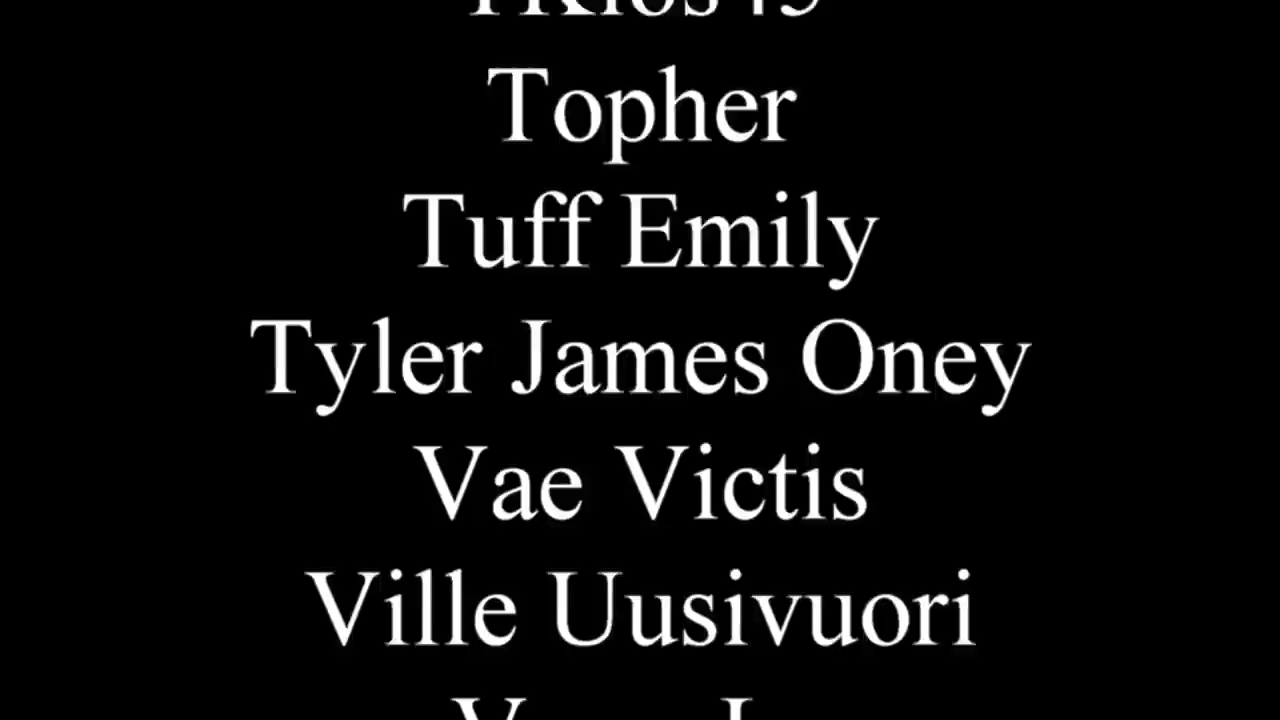 Topher
Tuff Emily
Tyler James Oney
Vae Victis
Ville Uusivuori